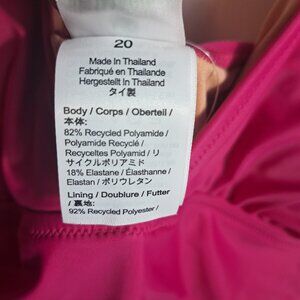 20
Made In Thailand
Fabriqué en Thaïlande
Hergestellt in Thailand
タイ製
Body / Corps / Oberteil /
本体:
82% Recycled Polyamide /
Polyamide Recyclé /
Recyceltes Polyamid / リ
サイクルポリアミド
18% Elastane / Élasthanne /
Elastan / ポリウレタン
Lining / Doublure / Futter
/ 裏地:
92% Recycled Polyester /